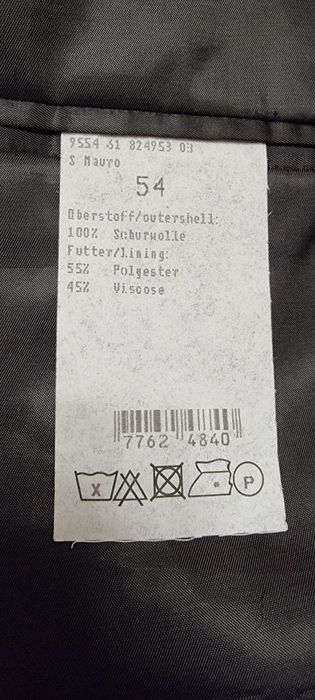 9554 61 824953 03
S Mauro
54
Oberstoff/outershell:
100% Schurwolle
Futter/lining:
55% Polyester
45% Viscose
7762 4840
X
P